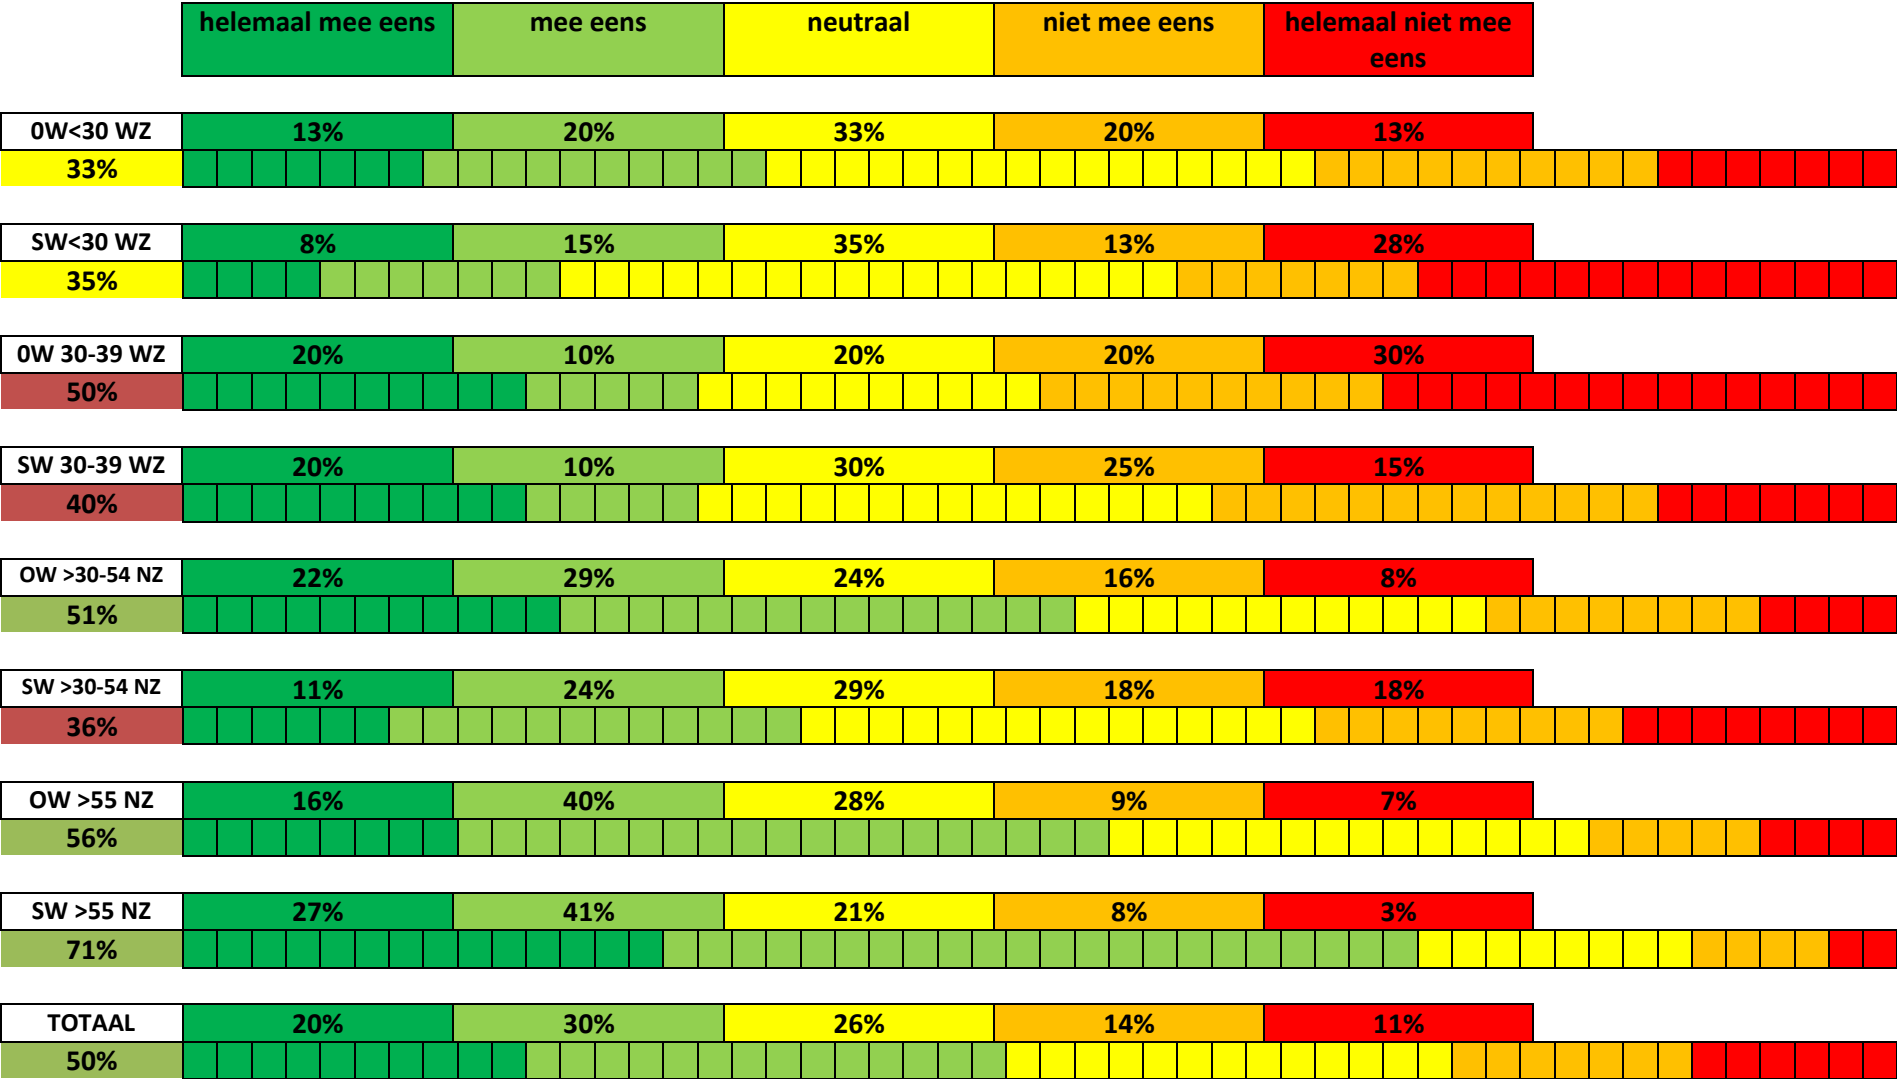 helemaal mee eens mee eens neutraal niet mee eens helemaal niet mee
eens
0W<30 WZ 13% 20% 33% 20% 13%
33%
SW<30 WZ 8% 15% 35% 13% 28%
35%
0W 30-39 WZ 20% 10% 20% 20% 30%
50%
SW 30-39 WZ 20% 10% 30% 25% 15%
40%
OW >30-54 NZ 22% 29% 24% 16% 8%
51%
SW >30-54 NZ 11% 24% 29% 18% 18%
36%
OW >55 NZ 16% 40% 28% 9% 7%
56%
SW >55 NZ 27% 41% 21% 8% 3%
71%
TOTAAL 20% 30% 26% 14% 11%
50%